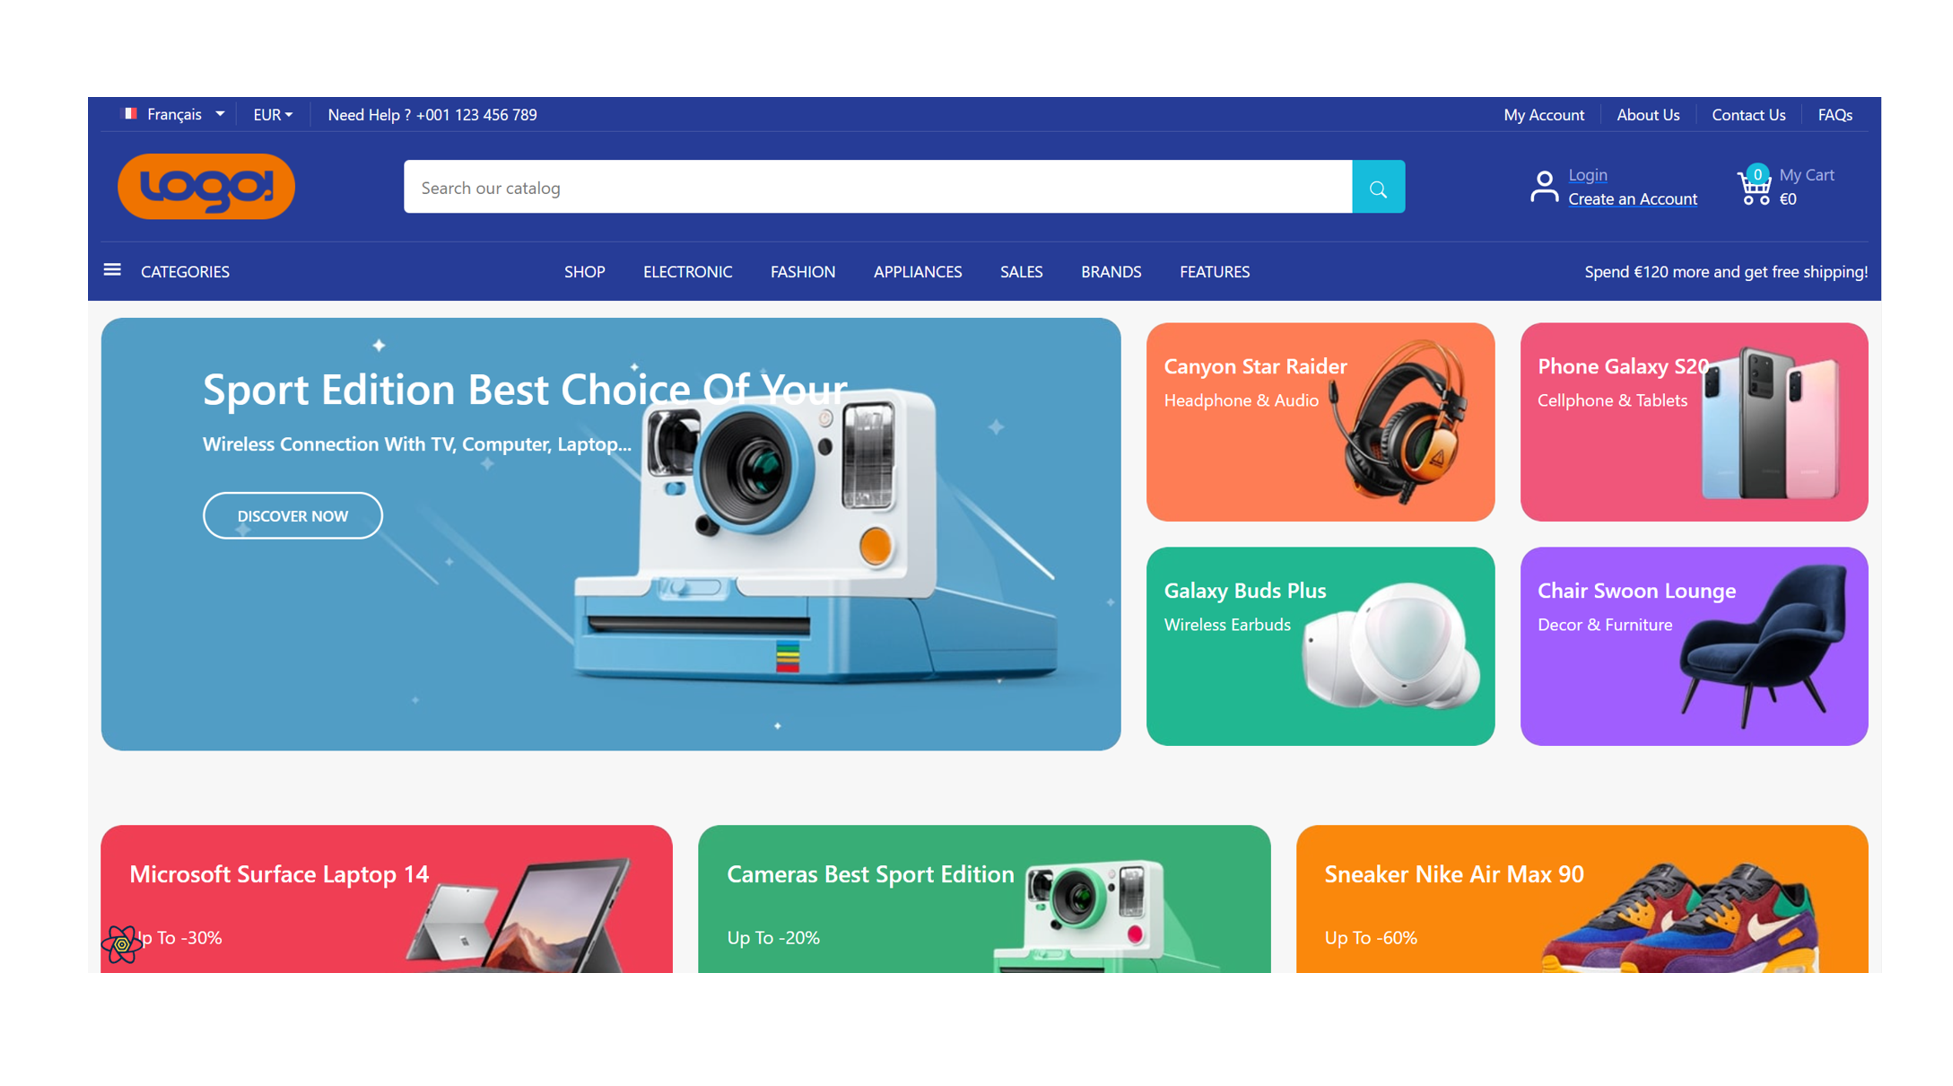 Français EUR Need Help ? +001 123 456 789 My Account About Us Contact Us FAQs
LOGO!
Search our catalog
Login
Create an Account
0
My Cart
€0
CATEGORIES SHOP ELECTRONIC FASHION APPLIANCES SALES BRANDS FEATURES Spend €120 more and get free shipping!
Sport Edition Best Choice Of Your
Wireless Connection With TV, Computer, Laptop...
DISCOVER NOW
Canyon Star Raider
Headphone & Audio
Phone Galaxy S20
Cellphone & Tablets
Galaxy Buds Plus
Wireless Earbuds
Chair Swoon Lounge
Decor & Furniture
Microsoft Surface Laptop 14
To -30%
Cameras Best Sport Edition
Up To -20%
Sneaker Nike Air Max 90
Up To -60%